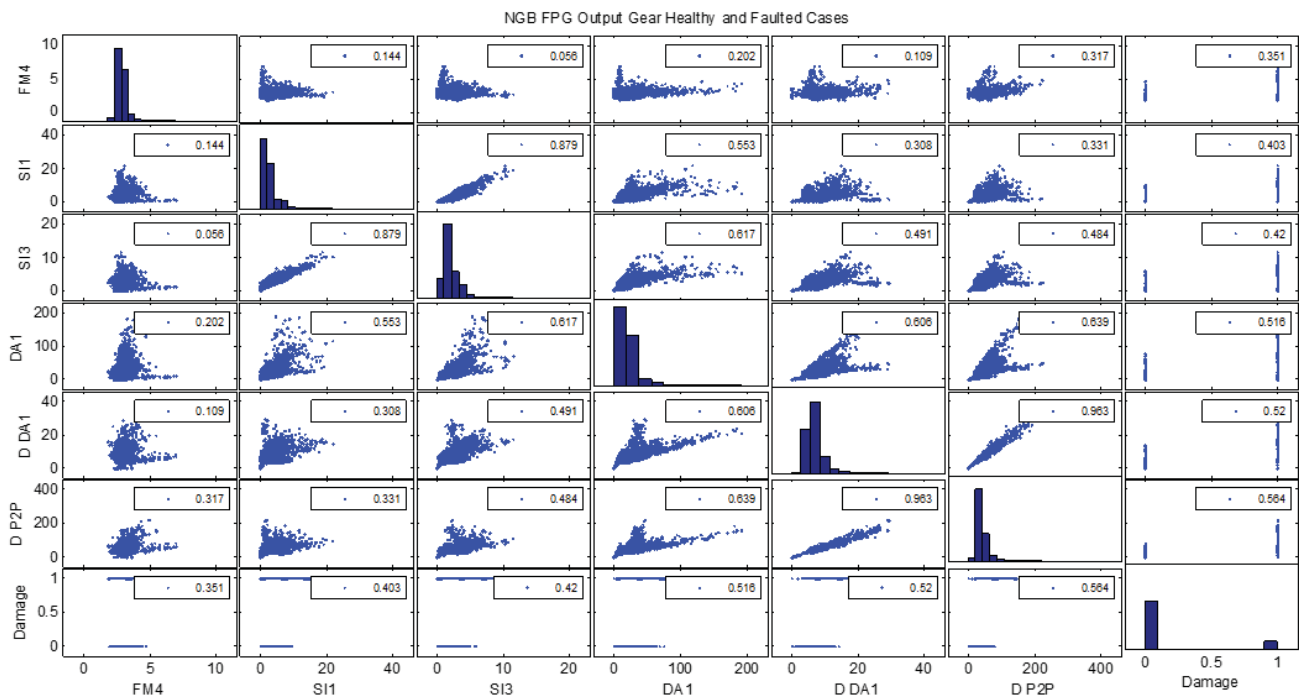 NGB FPG Output Gear Healthy and Faulted Cases
FM4 10 5 0 0.144 0.056 0.202 0.109 0.317 0.351
SI1 40 20 0 0.144 0.879 0.553 0.308 0.331 0.403
SI3 20 10 0 0.056 0.879 0.617 0.491 0.484 0.42
DA1 200 100 0 0.202 0.553 0.617 0.606 0.639 0.516
D DA1 40 20 0 0.109 0.308 0.491 0.606 0.963 0.52
D P2P 400 200 0 0.317 0.331 0.484 0.639 0.963 0.564
Damage 1 0.5 0 0.351 0.403 0.42 0.516 0.52 0.564
0 5 10 0 20 40 0 10 20 0 100 200 0 20 40 0 200 400 0 0.5 1
FM4 SI1 SI3 DA1 D DA1 D P2P Damage